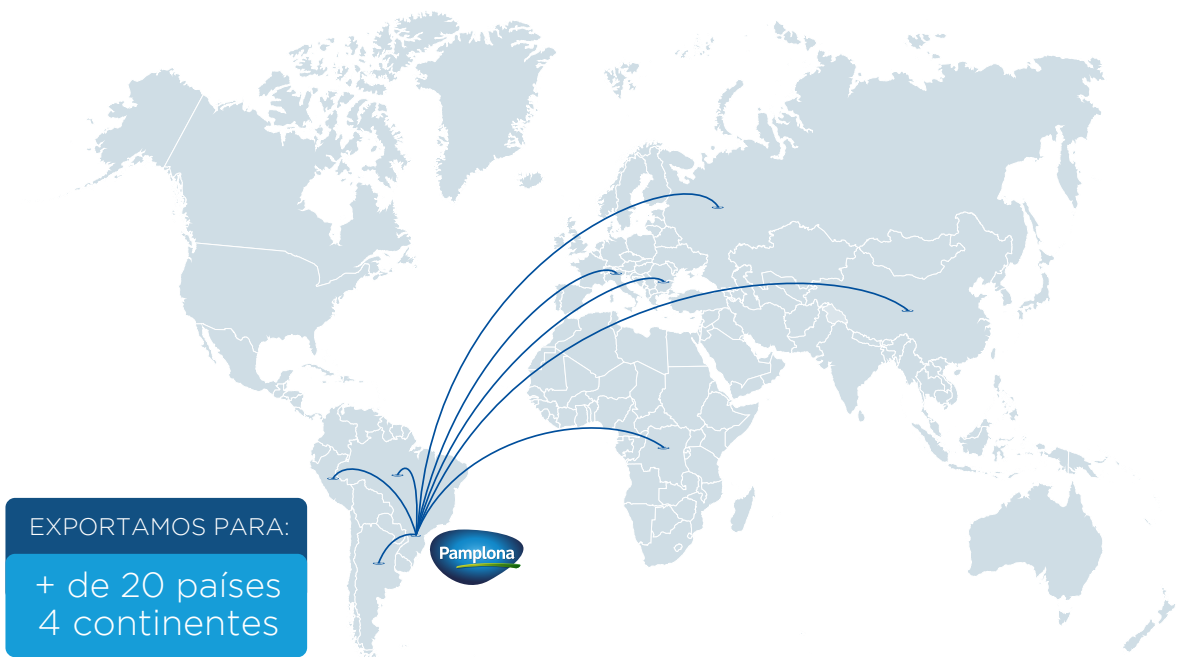 EXPORTAMOS PARA:
+ de 20 países
4 continentes
Pamplona